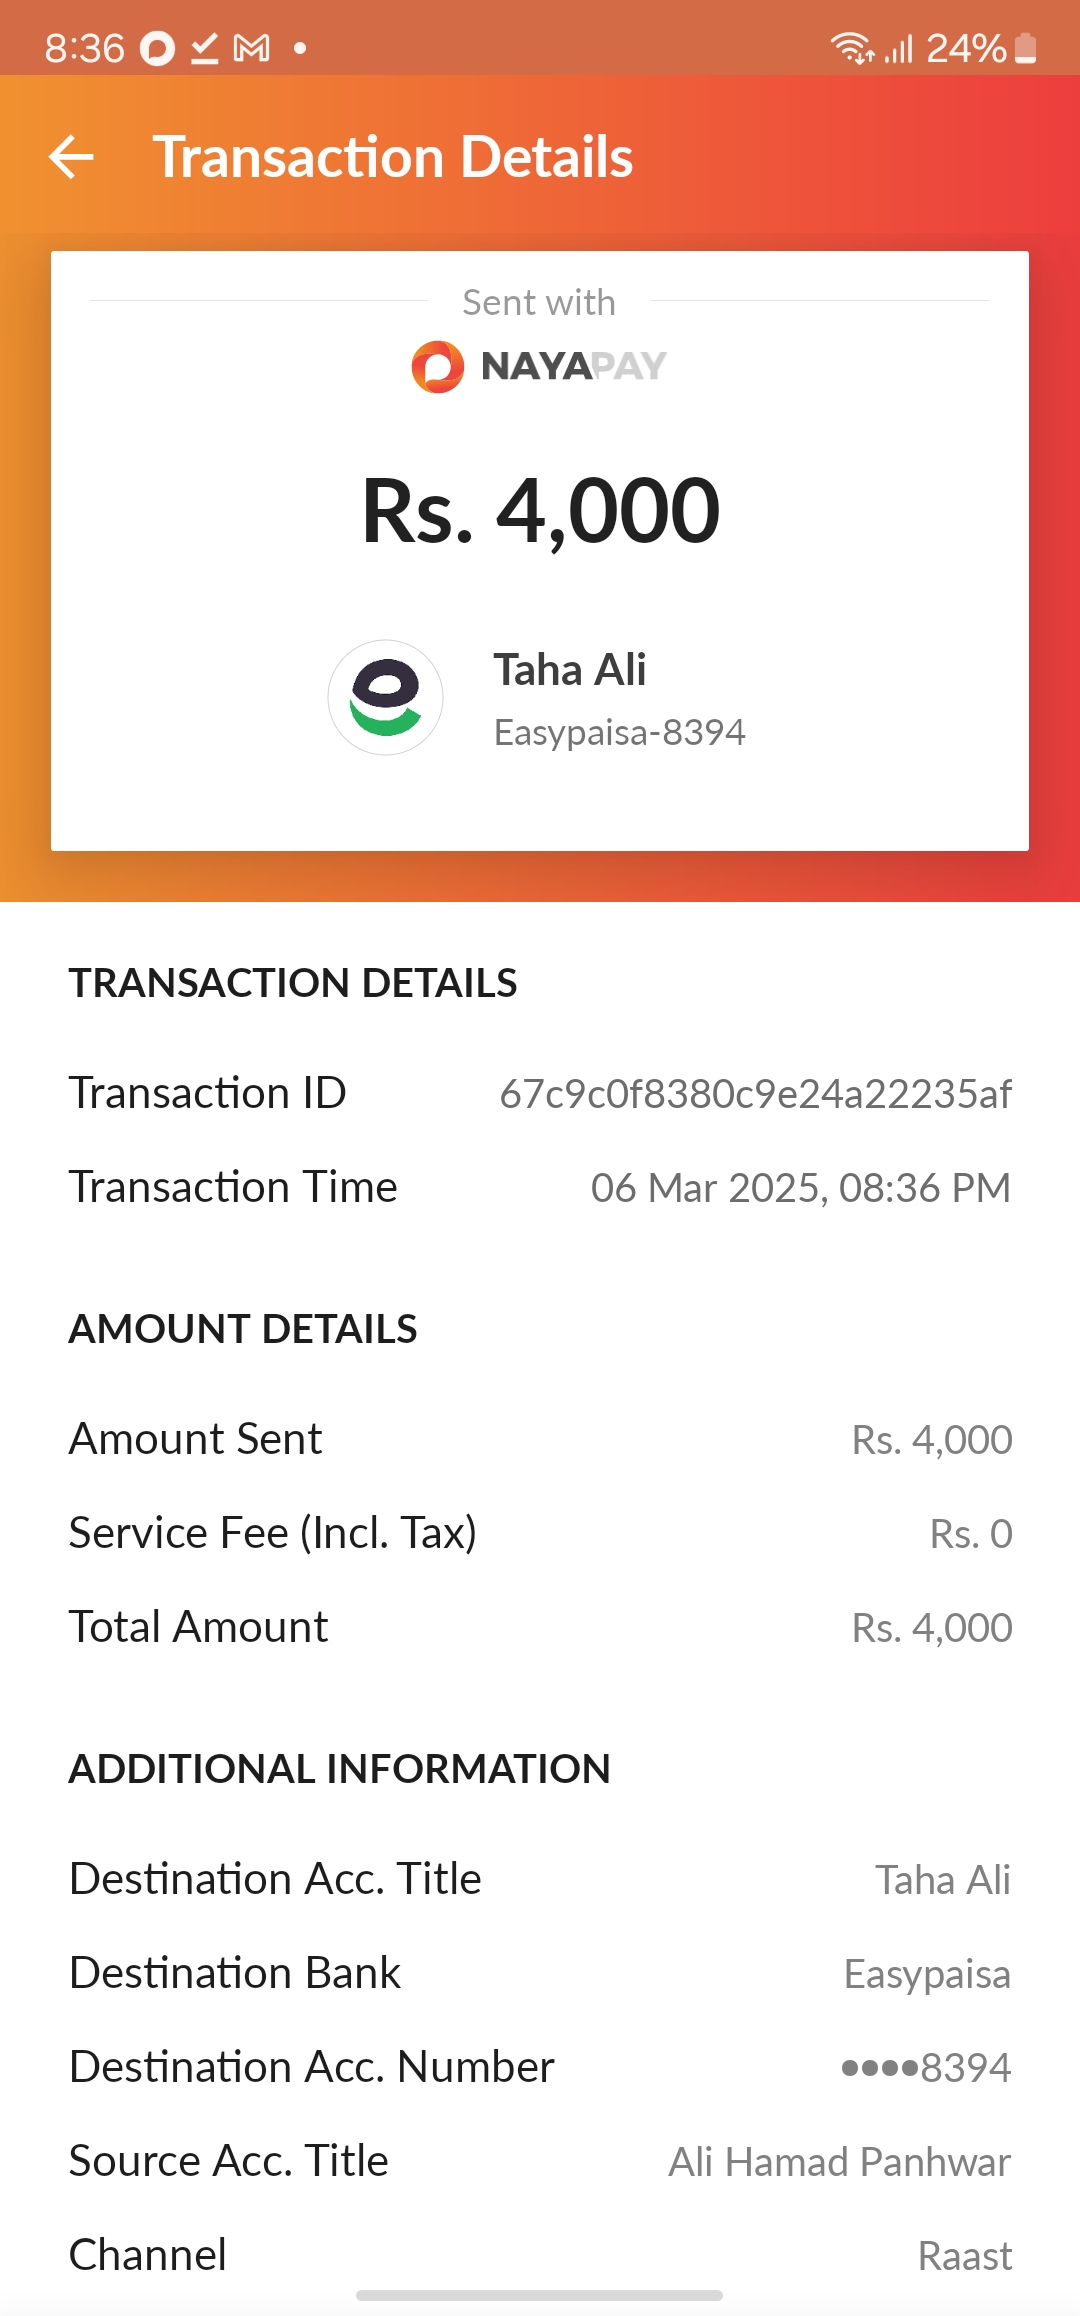 8:36 24%
Transaction Details
Sent with
NAYAPAY
Rs. 4,000
Taha Ali
Easypaisa-8394
TRANSACTION DETAILS
Transaction ID 67c9c0f8380c9e24a22235af
Transaction Time 06 Mar 2025, 08:36 PM
AMOUNT DETAILS
Amount Sent Rs. 4,000
Service Fee (Incl. Tax) Rs. 0
Total Amount Rs. 4,000
ADDITIONAL INFORMATION
Destination Acc. Title Taha Ali
Destination Bank Easypaisa
Destination Acc. Number ••••8394
Source Acc. Title Ali Hamad Panhwar
Channel Raast